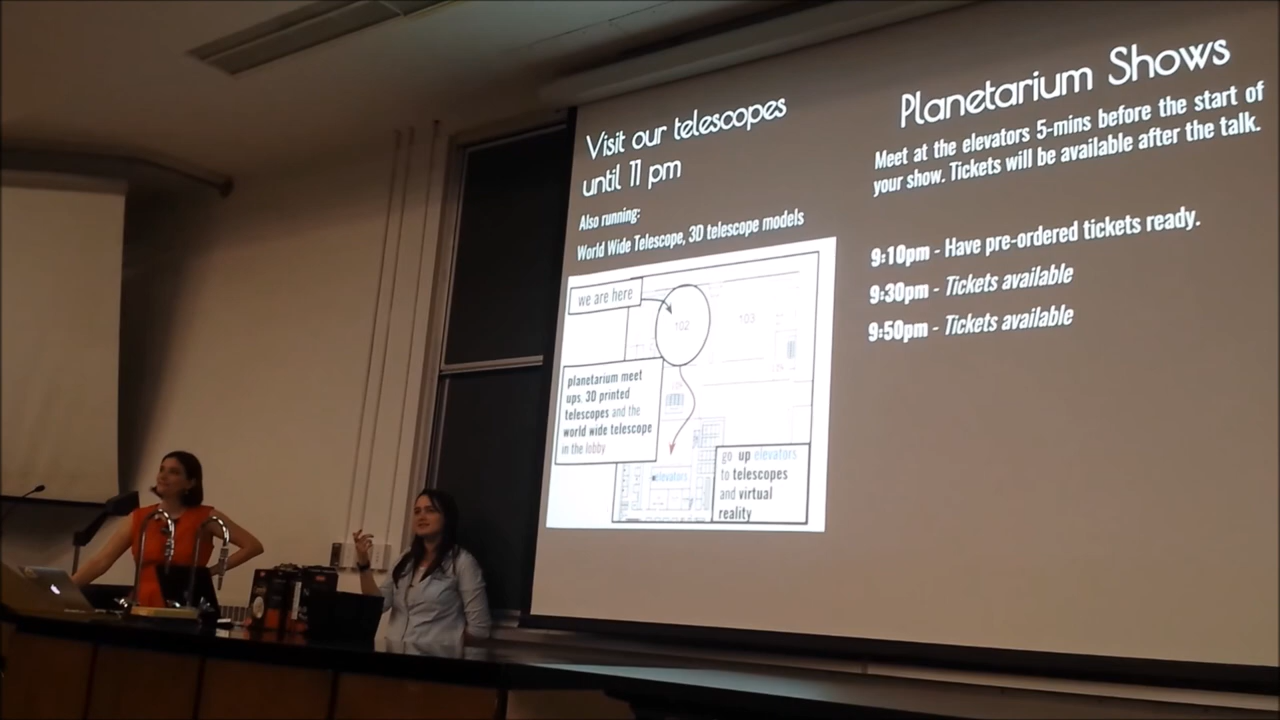 Visit our telescopes
until 11 pm
Also running:
World Wide Telescope, 3D telescope models
we are here
102
103
planetarium meet
ups, 3D printed
telescopes and the
world wide telescope
in the lobby
elevators
go up elevators
to telescopes
and virtual
reality
Planetarium Shows
Meet at the elevators 5-mins before the start of
your show. Tickets will be available after the talk.
9:10pm - Have pre-ordered tickets ready.
9:30pm - Tickets available
9:50pm - Tickets available